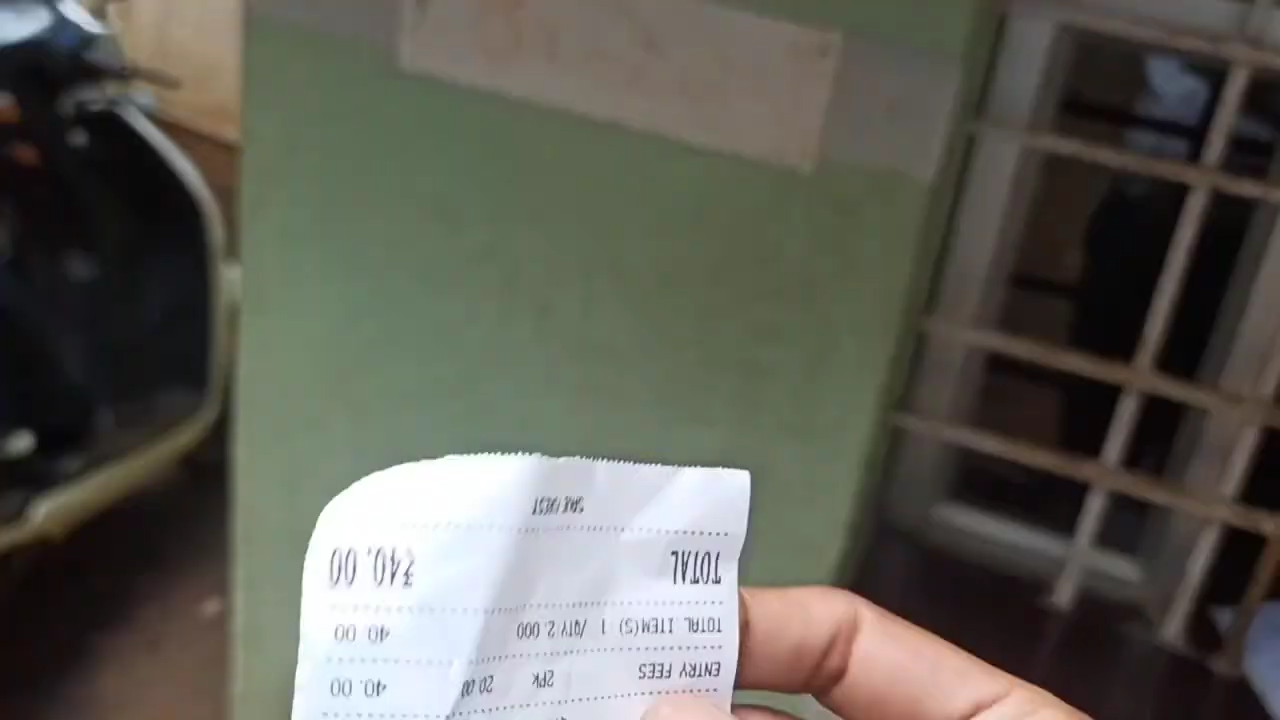 ENTRY FEES 2Pk 20.00 40.00
TOTAL ITEM(S) 1 /QTY 2.000 40.00
TOTAL ₹40.00